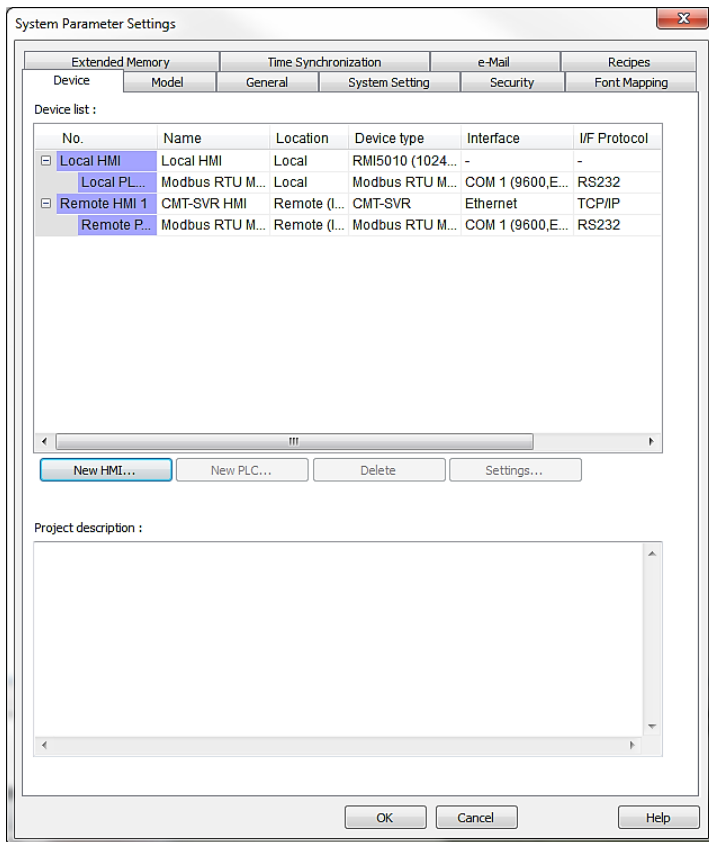 System Parameter Settings
Extended Memory Time Synchronization e-Mail Recipes
Device Model General System Setting Security Font Mapping
Device list :
No. Name Location Device type Interface I/F Protocol
Local HMI Local HMI Local RMI5010 (1024... - -
Local PL... Modbus RTU M... Local Modbus RTU M... COM 1 (9600,E... RS232
Remote HMI 1 CMT-SVR HMI Remote (I... CMT-SVR Ethernet TCP/IP
Remote P... Modbus RTU M... Remote (I... Modbus RTU M... COM 1 (9600,E... RS232
New HMI... New PLC... Delete Settings...
Project description :
OK Cancel Help